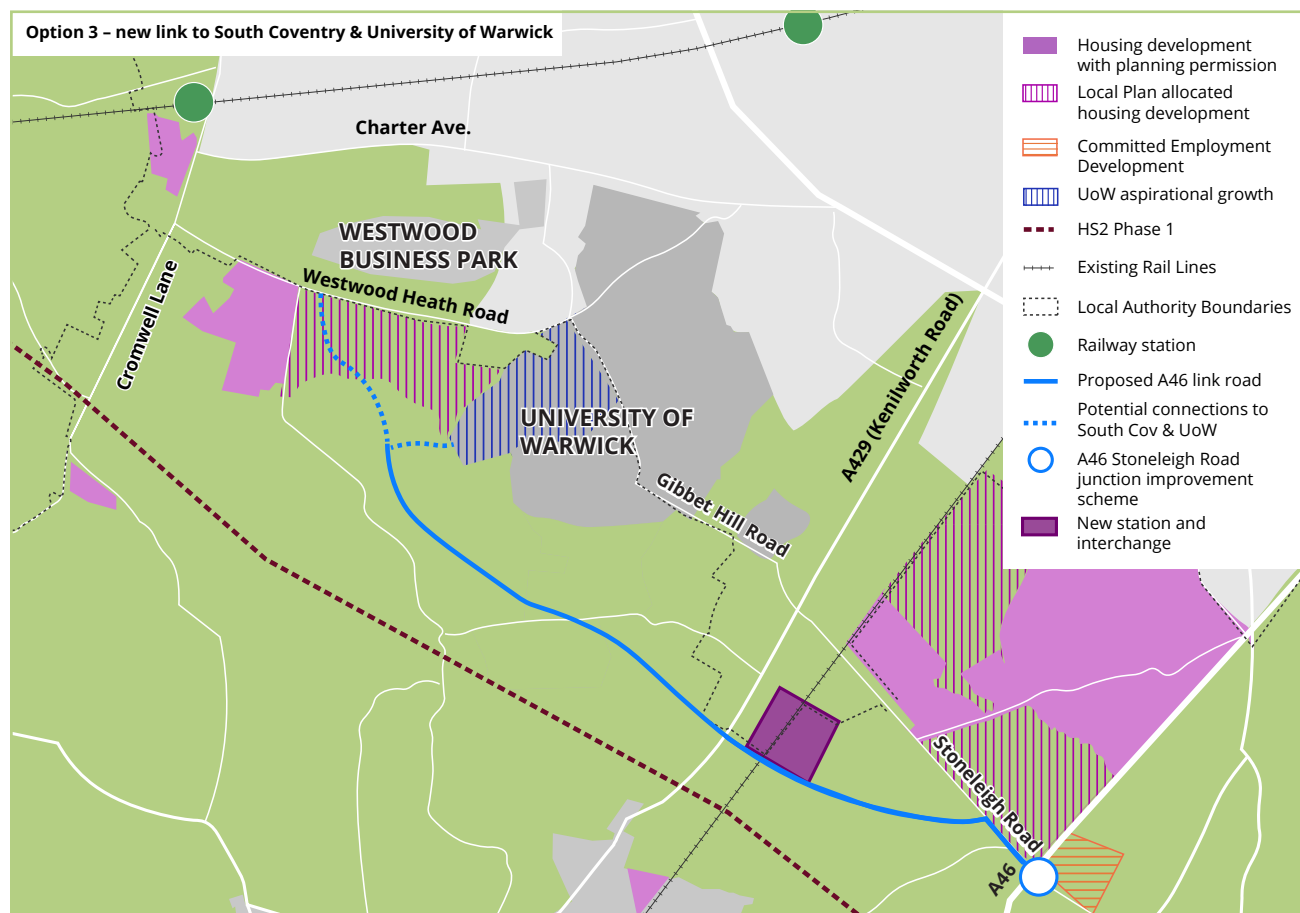 Option 3 – new link to South Coventry & University of Warwick
Charter Ave.
WESTWOOD
BUSINESS PARK
Westwood Heath Road
Cromwell Lane
UNIVERSITY OF
WARWICK
Gibbet Hill Road
A429 (Kenilworth Road)
Stoneleigh Road
A46
Housing development
with planning permission
Local Plan allocated
housing development
Committed Employment
Development
UoW aspirational growth
HS2 Phase 1
Existing Rail Lines
Local Authority Boundaries
Railway station
Proposed A46 link road
Potential connections to
South Cov & UoW
A46 Stoneleigh Road
junction improvement
scheme
New station and
interchange